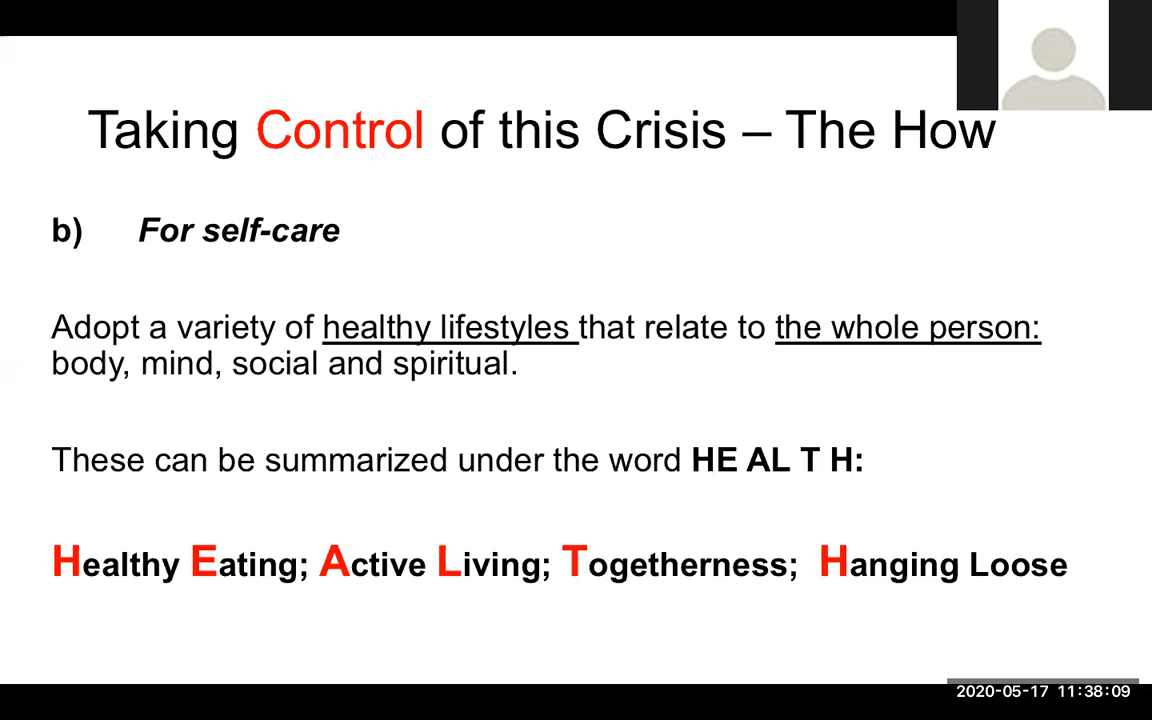 Taking Control of this Crisis – The How
b) For self-care
Adopt a variety of healthy lifestyles that relate to the whole person:
body, mind, social and spiritual.
These can be summarized under the word HE AL T H:
Healthy Eating; Active Living; Togetherness; Hanging Loose
2020-05-17 11:38:09